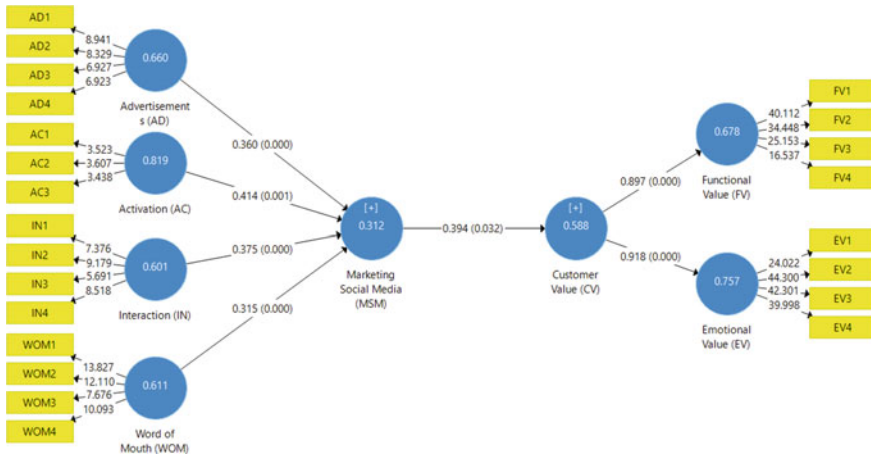 AD1
AD2
AD3
AD4
8.941
8.329
6.927
6.923
0.660
Advertisement
s (AD)
AC1
AC2
AC3
3.523
3.607
3.438
0.819
Activation (AC)
IN1
IN2
IN3
IN4
7.376
9.179
5.691
8.518
0.601
Interaction (IN)
WOM1
WOM2
WOM3
WOM4
13.827
12.110
7.676
10.093
0.611
Word of
Mouth (WOM)
0.360 (0.000)
0.414 (0.001)
0.375 (0.000)
0.315 (0.000)
[+]
0.312
Marketing
Social Media
(MSM)
0.394 (0.032)
[+]
0.588
Customer
Value (CV)
0.897 (0.000)
0.918 (0.000)
0.678
Functional
Value (FV)
40.112
34.448
25.153
16.537
FV1
FV2
FV3
FV4
0.757
Emotional
Value (EV)
24.022
44.300
42.301
39.998
EV1
EV2
EV3
EV4